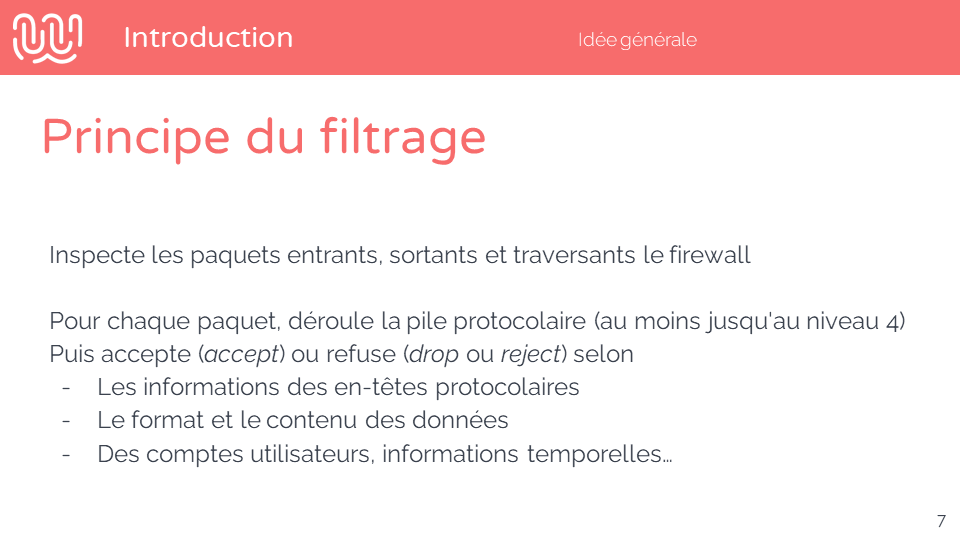 Introduction
Idée générale
Principe du filtrage
Inspecte les paquets entrants, sortants et traversants le firewall
Pour chaque paquet, déroule la pile protocolaire (au moins jusqu'au niveau 4)
Puis accepte (accept) ou refuse (drop ou reject) selon
- Les informations des en-têtes protocolaires
- Le format et le contenu des données
- Des comptes utilisateurs, informations temporelles…
7